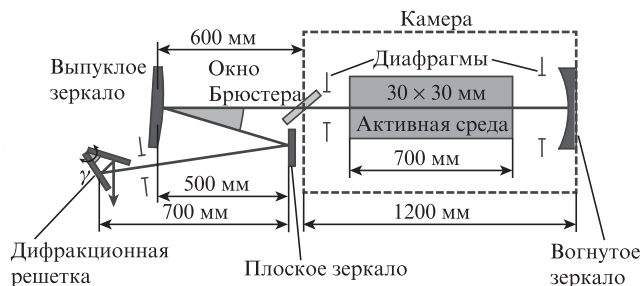 Камера
600 мм
Диафрагмы
Выпуклое
зеркало
Окно
Брюстера
30 × 30 мм
Активная среда
γ
700 мм
500 мм
700 мм
1200 мм
Дифракционная
решетка
Плоское зеркало
Вогнутое
зеркало